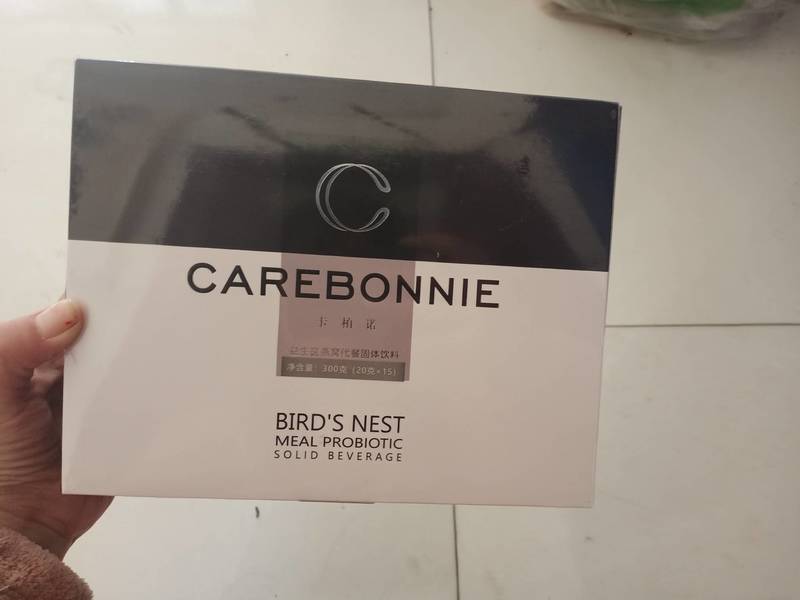 CAREBONNIE
卡柏诺
益生菌燕窝代餐固体饮料
净含量：300克（20克×15）
BIRD'S NEST
MEAL PROBIOTIC
SOLID BEVERAGE